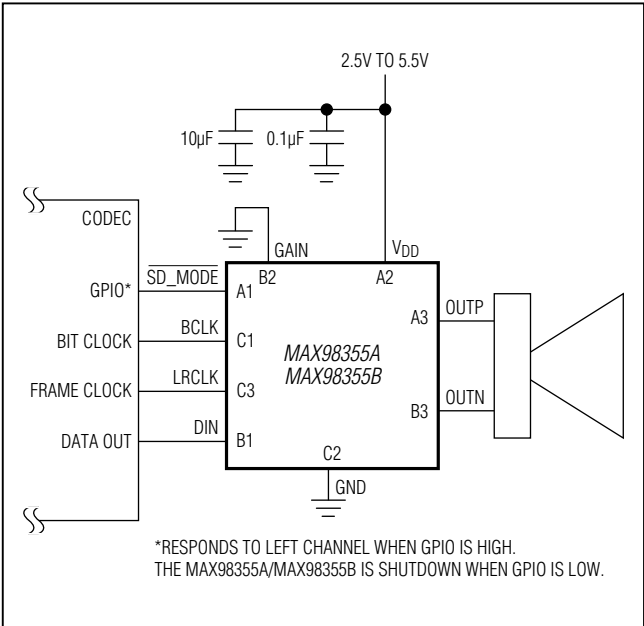 2.5V TO 5.5V
10µF
0.1µF
CODEC
GAIN
VDD
GPIO*
SD_MODE
A1
B2
A2
A3
OUTP
BIT CLOCK
BCLK
C1
MAX98355A
MAX98355B
FRAME CLOCK
LRCLK
C3
B3
OUTN
DATA OUT
DIN
B1
C2
GND
*RESPONDS TO LEFT CHANNEL WHEN GPIO IS HIGH.
THE MAX98355A/MAX98355B IS SHUTDOWN WHEN GPIO IS LOW.